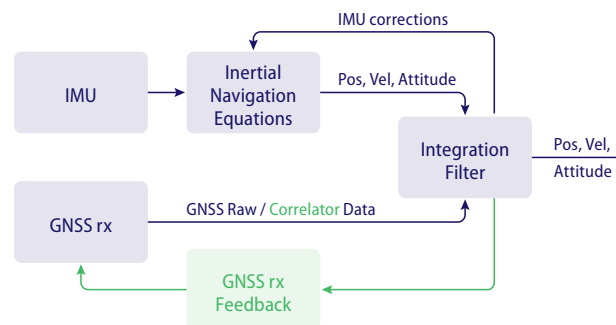 IMU corrections
IMU
Inertial
Navigation
Equations
Pos, Vel, Attitude
Integration
Filter
Pos, Vel,
Attitude
GNSS rx
GNSS Raw / Correlator Data
GNSS rx
Feedback